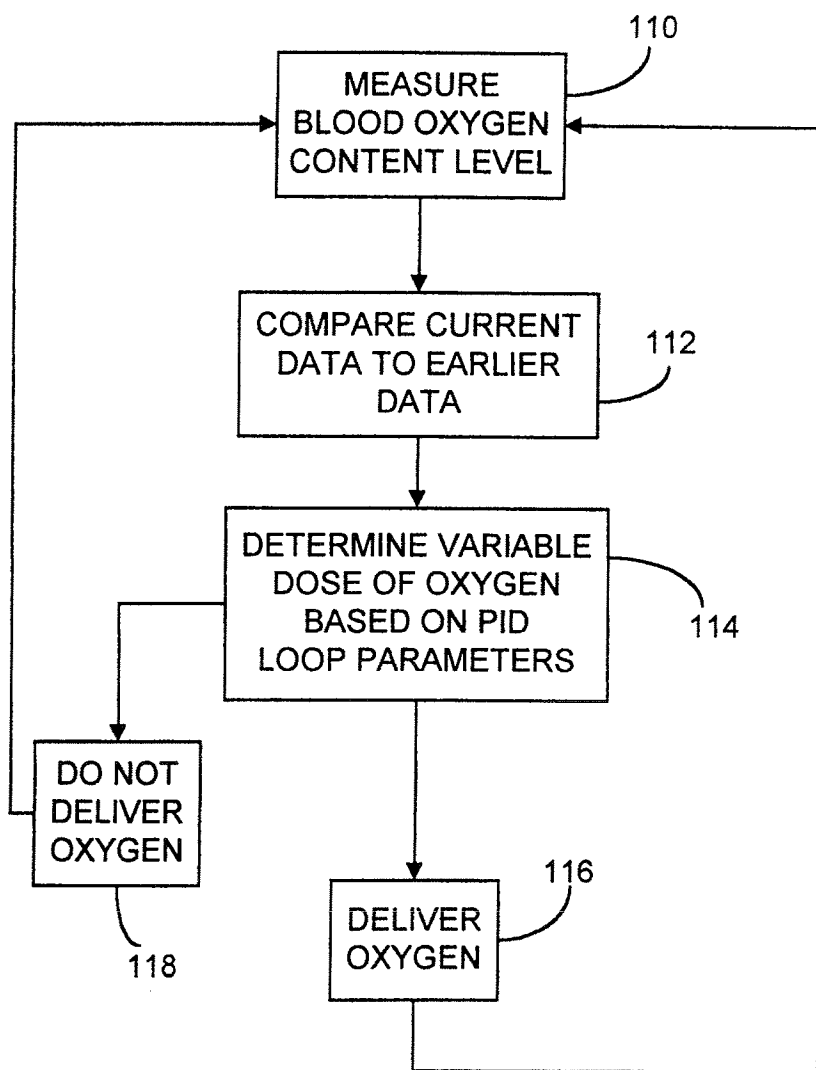 110
MEASURE
BLOOD OXYGEN
CONTENT LEVEL
COMPARE CURRENT
DATA TO EARLIER
DATA
112
DETERMINE VARIABLE
DOSE OF OXYGEN
BASED ON PID
LOOP PARAMETERS
114
DO NOT
DELIVER
OXYGEN
118
116
DELIVER
OXYGEN